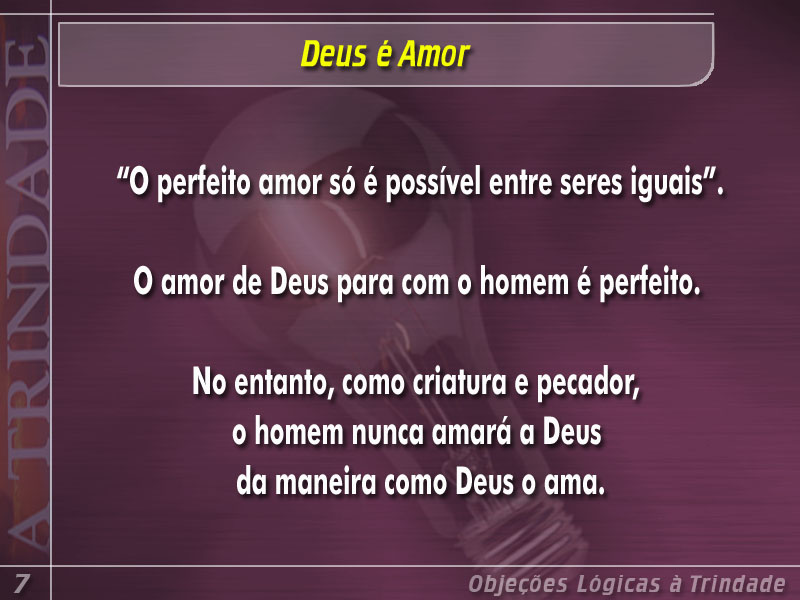 Deus é Amor
“O perfeito amor só é possível entre seres iguais”.
O amor de Deus para com o homem é perfeito.
No entanto, como criatura e pecador,
o homem nunca amará a Deus
da maneira como Deus o ama.
A TRINDADE
7
Objeções Lógicas à Trindade